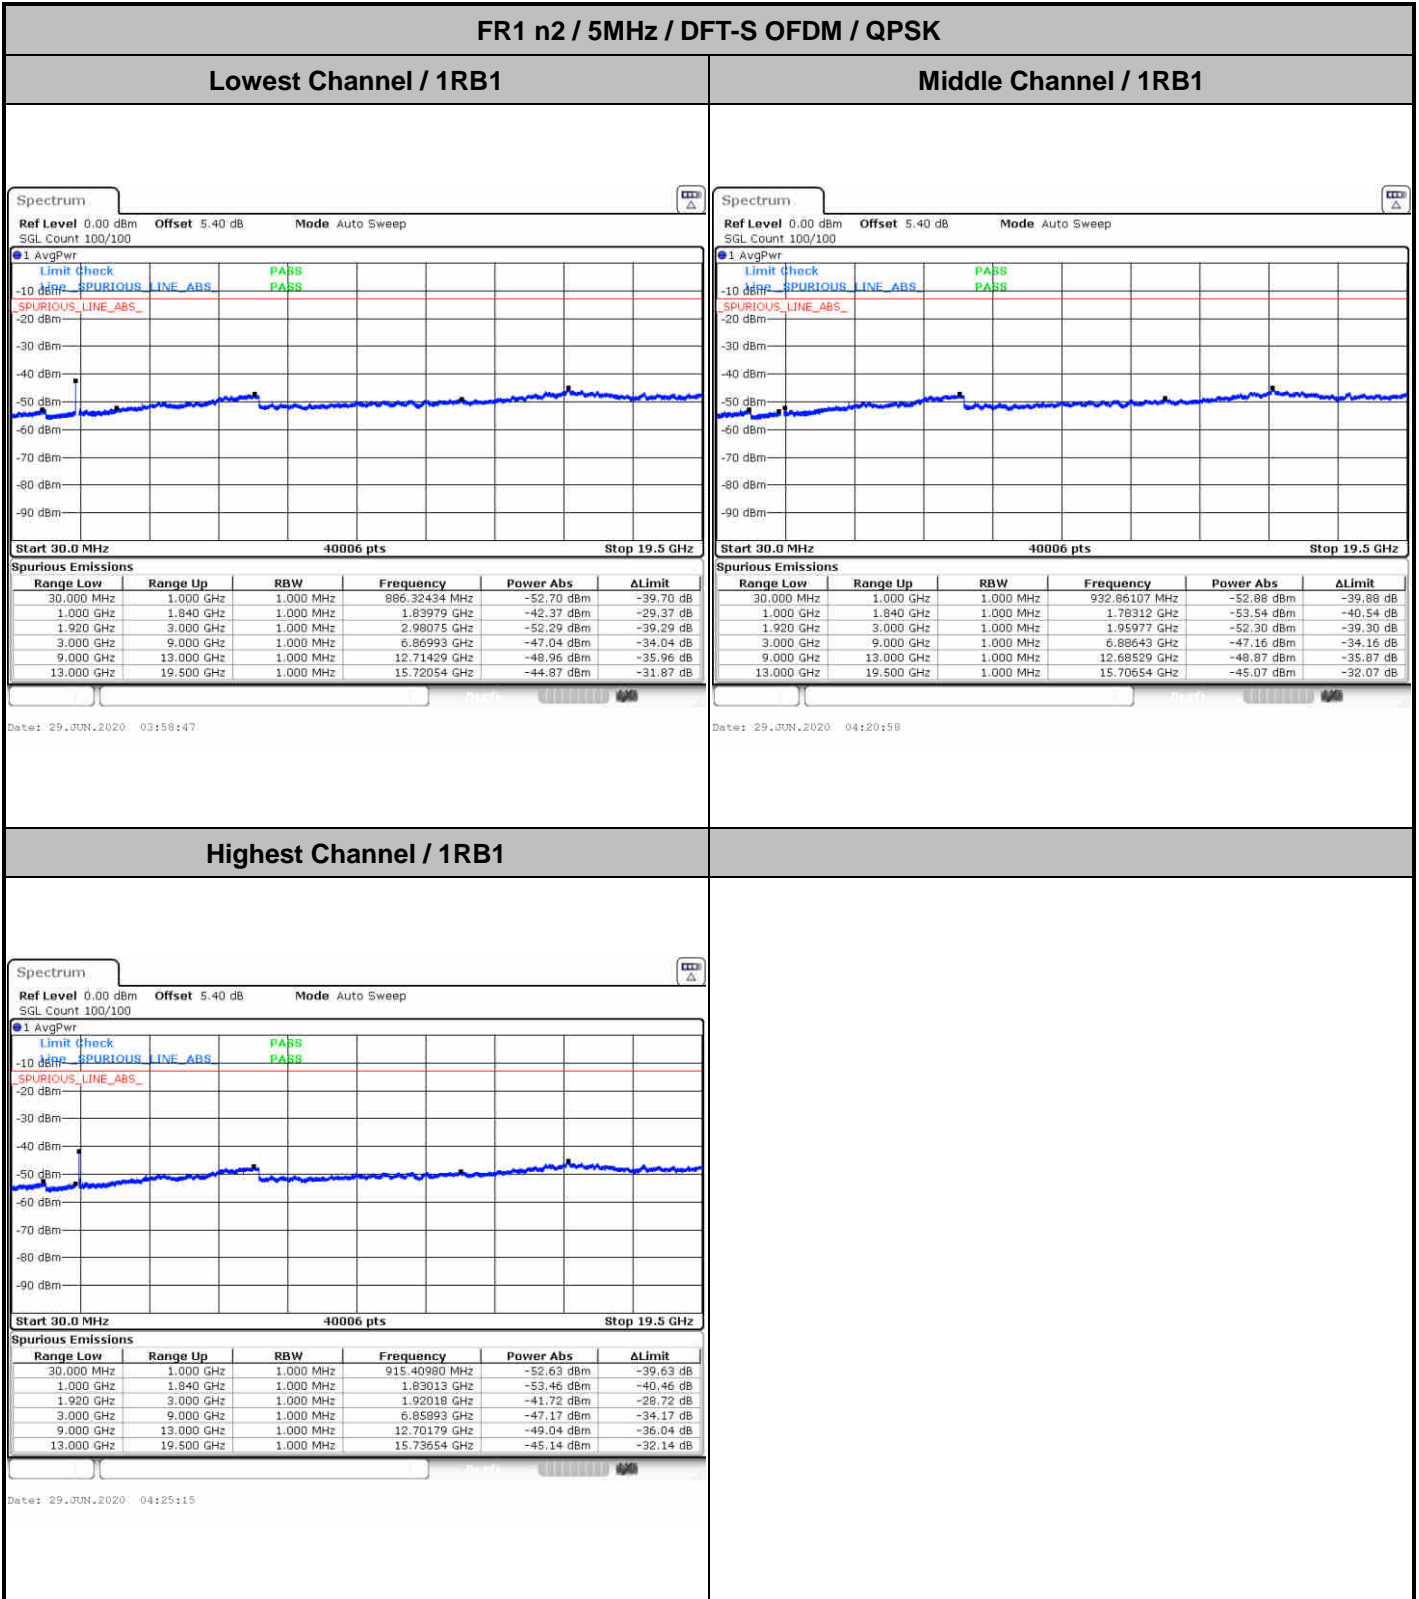 FR1 n2 / 5MHz / DFT-S OFDM / QPSK
Lowest Channel / 1RB1
Middle Channel / 1RB1
Spectrum
Ref Level 0.00 dBm Offset 5.40 dB Mode Auto Sweep
SGL Count 100/100
1 AvgPwr
Limit Check PASS
Line _SPURIOUS_LINE_ABS_ PASS
-10 dBm
_SPURIOUS_LINE_ABS_
-20 dBm
-30 dBm
-40 dBm
-50 dBm
-60 dBm
-70 dBm
-80 dBm
-90 dBm
Start 30.0 MHz 40006 pts Stop 19.5 GHz
Spurious Emissions
Range Low Range Up RBW Frequency Power Abs ΔLimit
30.000 MHz 1.000 GHz 1.000 MHz 886.32434 MHz -52.70 dBm -39.70 dB
1.000 GHz 1.840 GHz 1.000 MHz 1.83979 GHz -42.37 dBm -29.37 dB
1.920 GHz 3.000 GHz 1.000 MHz 2.98075 GHz -52.29 dBm -39.29 dB
3.000 GHz 9.000 GHz 1.000 MHz 6.86993 GHz -47.04 dBm -34.04 dB
9.000 GHz 13.000 GHz 1.000 MHz 12.71429 GHz -48.96 dBm -35.96 dB
13.000 GHz 19.500 GHz 1.000 MHz 15.72054 GHz -44.87 dBm -31.87 dB
Date: 29.JUN.2020 03:58:47
Spectrum
Ref Level 0.00 dBm Offset 5.40 dB Mode Auto Sweep
SGL Count 100/100
1 AvgPwr
Limit Check PASS
Line _SPURIOUS_LINE_ABS_ PASS
-10 dBm
_SPURIOUS_LINE_ABS_
-20 dBm
-30 dBm
-40 dBm
-50 dBm
-60 dBm
-70 dBm
-80 dBm
-90 dBm
Start 30.0 MHz 40006 pts Stop 19.5 GHz
Spurious Emissions
Range Low Range Up RBW Frequency Power Abs ΔLimit
30.000 MHz 1.000 GHz 1.000 MHz 932.86107 MHz -52.88 dBm -39.88 dB
1.000 GHz 1.840 GHz 1.000 MHz 1.78312 GHz -53.54 dBm -40.54 dB
1.920 GHz 3.000 GHz 1.000 MHz 1.95977 GHz -52.30 dBm -39.30 dB
3.000 GHz 9.000 GHz 1.000 MHz 6.88643 GHz -47.16 dBm -34.16 dB
9.000 GHz 13.000 GHz 1.000 MHz 12.68529 GHz -48.87 dBm -35.87 dB
13.000 GHz 19.500 GHz 1.000 MHz 15.70654 GHz -45.07 dBm -32.07 dB
Date: 29.JUN.2020 04:20:58
Highest Channel / 1RB1
Spectrum
Ref Level 0.00 dBm Offset 5.40 dB Mode Auto Sweep
SGL Count 100/100
1 AvgPwr
Limit Check PASS
Line _SPURIOUS_LINE_ABS_ PASS
-10 dBm
_SPURIOUS_LINE_ABS_
-20 dBm
-30 dBm
-40 dBm
-50 dBm
-60 dBm
-70 dBm
-80 dBm
-90 dBm
Start 30.0 MHz 40006 pts Stop 19.5 GHz
Spurious Emissions
Range Low Range Up RBW Frequency Power Abs ΔLimit
30.000 MHz 1.000 GHz 1.000 MHz 915.40980 MHz -52.63 dBm -39.63 dB
1.000 GHz 1.840 GHz 1.000 MHz 1.83013 GHz -53.46 dBm -40.46 dB
1.920 GHz 3.000 GHz 1.000 MHz 1.92018 GHz -41.72 dBm -28.72 dB
3.000 GHz 9.000 GHz 1.000 MHz 6.85893 GHz -47.17 dBm -34.17 dB
9.000 GHz 13.000 GHz 1.000 MHz 12.70179 GHz -49.04 dBm -36.04 dB
13.000 GHz 19.500 GHz 1.000 MHz 15.73654 GHz -45.14 dBm -32.14 dB
Date: 29.JUN.2020 04:25:15